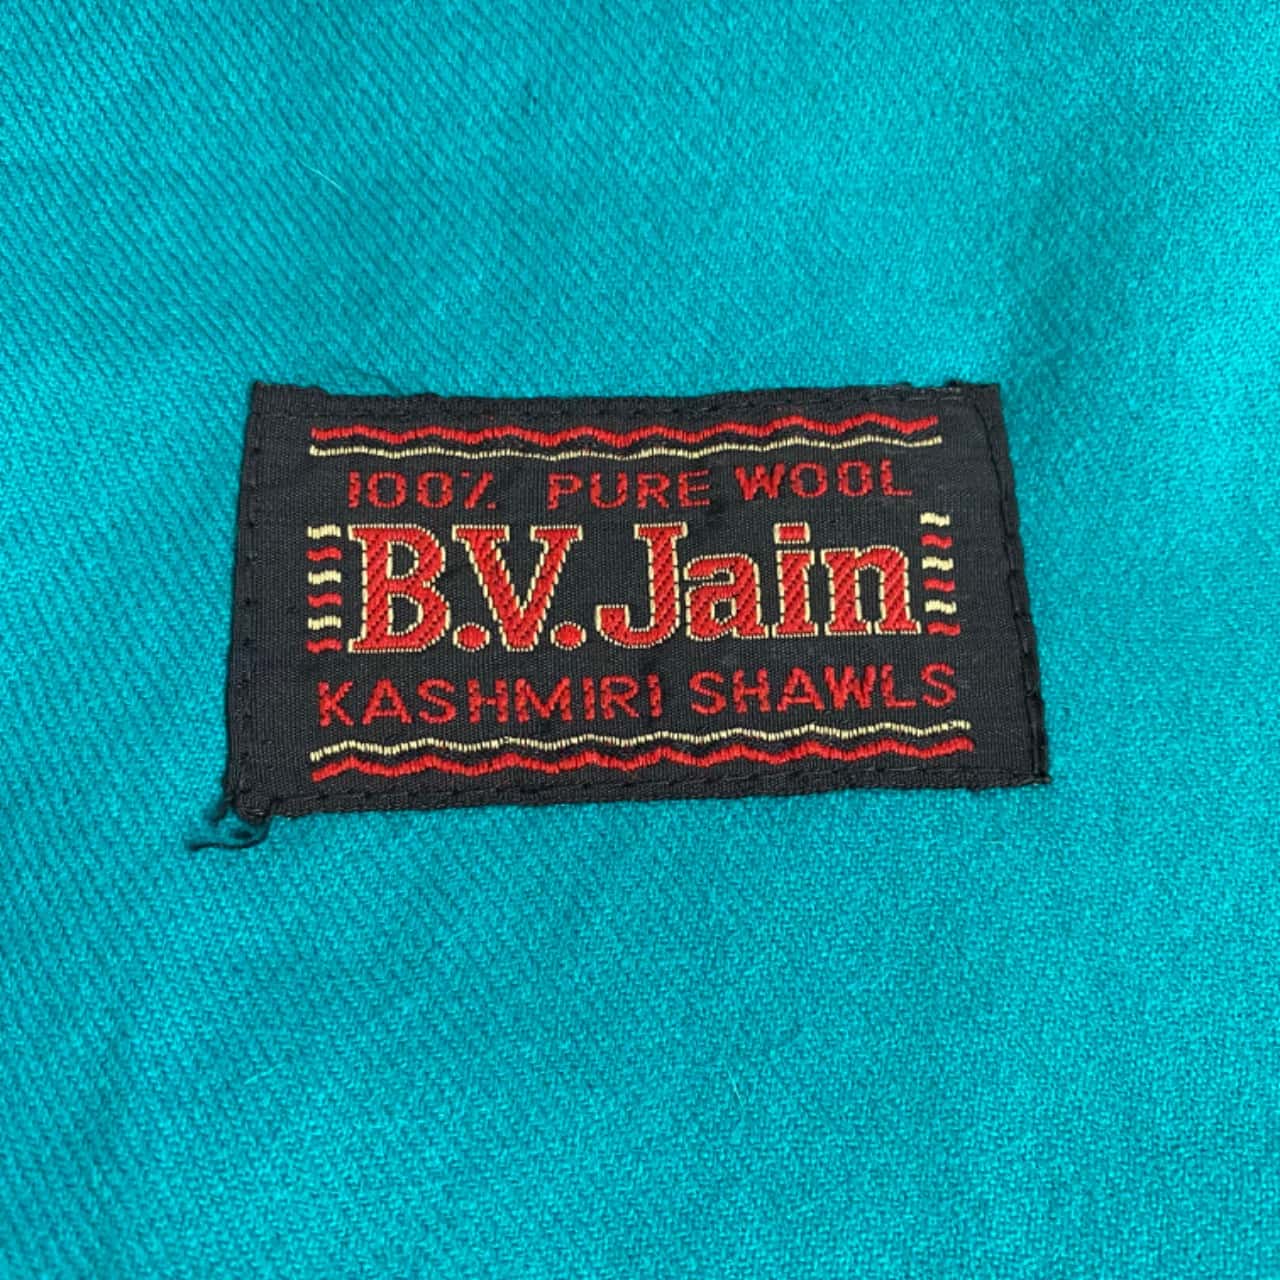 100% PURE WOOL
B.V.Jain
KASHMIRI SHAWLS